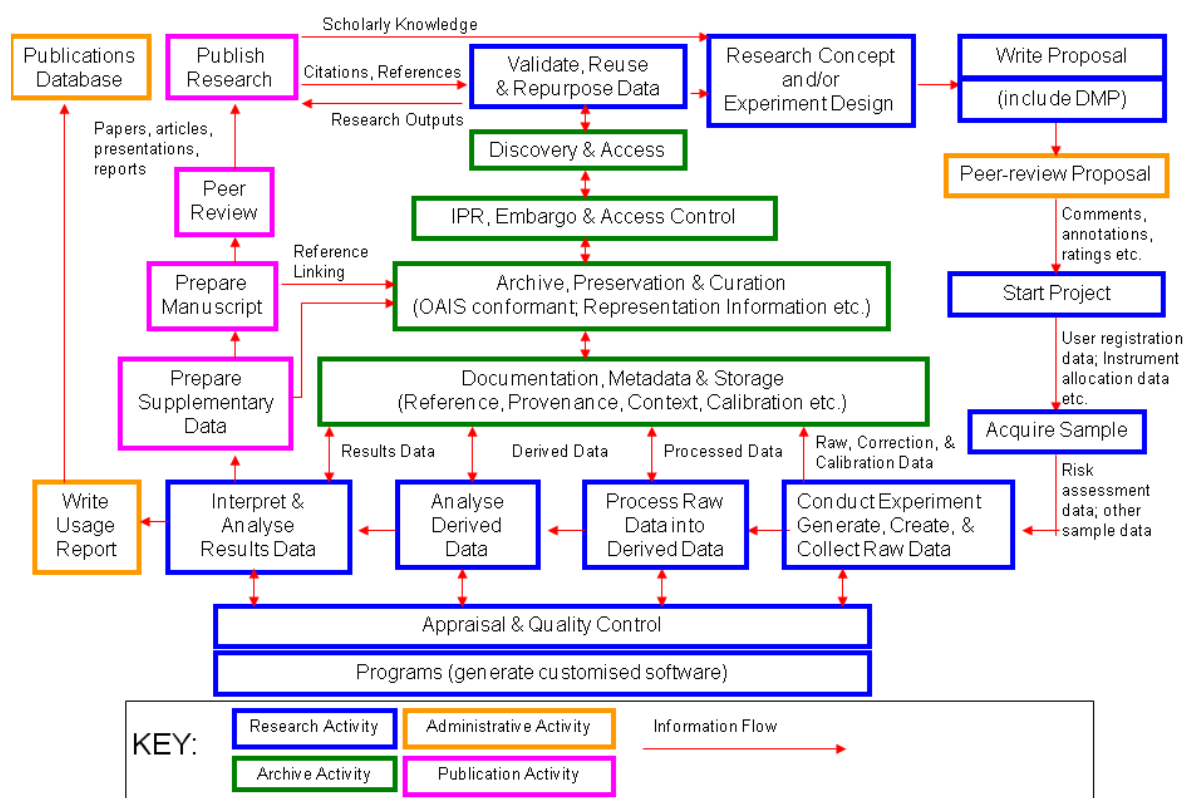 Scholarly Knowledge
Publications
Database
Publish
Research
Citations, References
Research Outputs
Validate, Reuse
& Repurpose Data
Research Concept
and/or
Experiment Design
Write Proposal
(include DMP)
Papers, articles,
presentations,
reports
Discovery & Access
Peer-review Proposal
Peer
Review
IPR, Embargo & Access Control
Comments,
annotations,
ratings etc.
Reference
Linking
Prepare
Manuscript
Archive, Preservation & Curation
(OAIS conformant; Representation Information etc.)
Start Project
User registration
data; Instrument
allocation data
etc.
Prepare
Supplementary
Data
Documentation, Metadata & Storage
(Reference, Provenance, Context, Calibration etc.)
Acquire Sample
Results Data
Derived Data
Processed Data
Raw, Correction, &
Calibration Data
Risk
assessment
data; other
sample data
Write
Usage
Report
Interpret &
Analyse
Results Data
Analyse
Derived
Data
Process Raw
Data into
Derived Data
Conduct Experiment
Generate, Create, &
Collect Raw Data
Appraisal & Quality Control
Programs (generate customised software)
KEY:
Research Activity
Administrative Activity
Information Flow
Archive Activity
Publication Activity